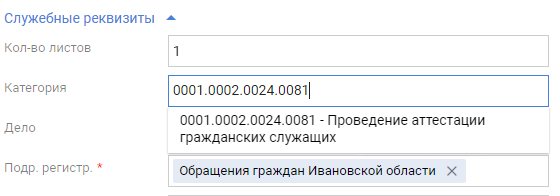 Служебные реквизиты
Кол-во листов
1
Категория
0001.0002.0024.0081
0001.0002.0024.0081 - Проведение аттестации
гражданских служащих
Дело
Подр. регистр. *
Обращения граждан Ивановской области ×